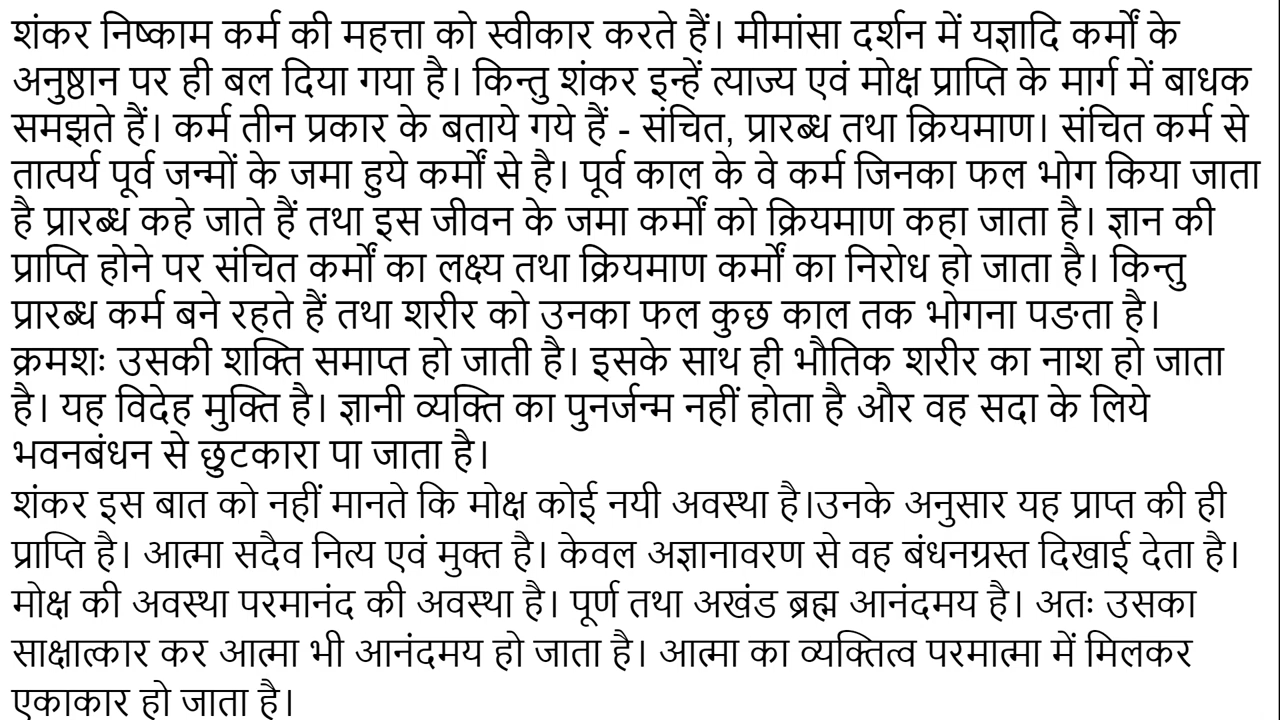 शंकर निष्काम कर्म की महत्ता को स्वीकार करते हैं। मीमांसा दर्शन में यज्ञादि कर्मों के
अनुष्ठान पर ही बल दिया गया है। किन्तु शंकर इन्हें त्याज्य एवं मोक्ष प्राप्ति के मार्ग में बाधक
समझते हैं। कर्म तीन प्रकार के बताये गये हैं - संचित, प्रारब्ध तथा क्रियमाण। संचित कर्म से
तात्पर्य पूर्व जन्मों के जमा हुये कर्मों से है। पूर्व काल के वे कर्म जिनका फल भोग किया जाता
है प्रारब्ध कहे जाते हैं तथा इस जीवन के जमा कर्मों को क्रियमाण कहा जाता है। ज्ञान की
प्राप्ति होने पर संचित कर्मों का लक्ष्य तथा क्रियमाण कर्मों का निरोध हो जाता है। किन्तु
प्रारब्ध कर्म बने रहते हैं तथा शरीर को उनका फल कुछ काल तक भोगना पङता है।
क्रमशः उसकी शक्ति समाप्त हो जाती है। इसके साथ ही भौतिक शरीर का नाश हो जाता
है। यह विदेह मुक्ति है। ज्ञानी व्यक्ति का पुनर्जन्म नहीं होता है और वह सदा के लिये
भवनबंधन से छुटकारा पा जाता है।
शंकर इस बात को नहीं मानते कि मोक्ष कोई नयी अवस्था है।उनके अनुसार यह प्राप्त की ही
प्राप्ति है। आत्मा सदैव नित्य एवं मुक्त है। केवल अज्ञानावरण से वह बंधनग्रस्त दिखाई देता है।
मोक्ष की अवस्था परमानंद की अवस्था है। पूर्ण तथा अखंड ब्रह्म आनंदमय है। अतः उसका
साक्षात्कार कर आत्मा भी आनंदमय हो जाता है। आत्मा का व्यक्तित्व परमात्मा में मिलकर
एकाकार हो जाता है।